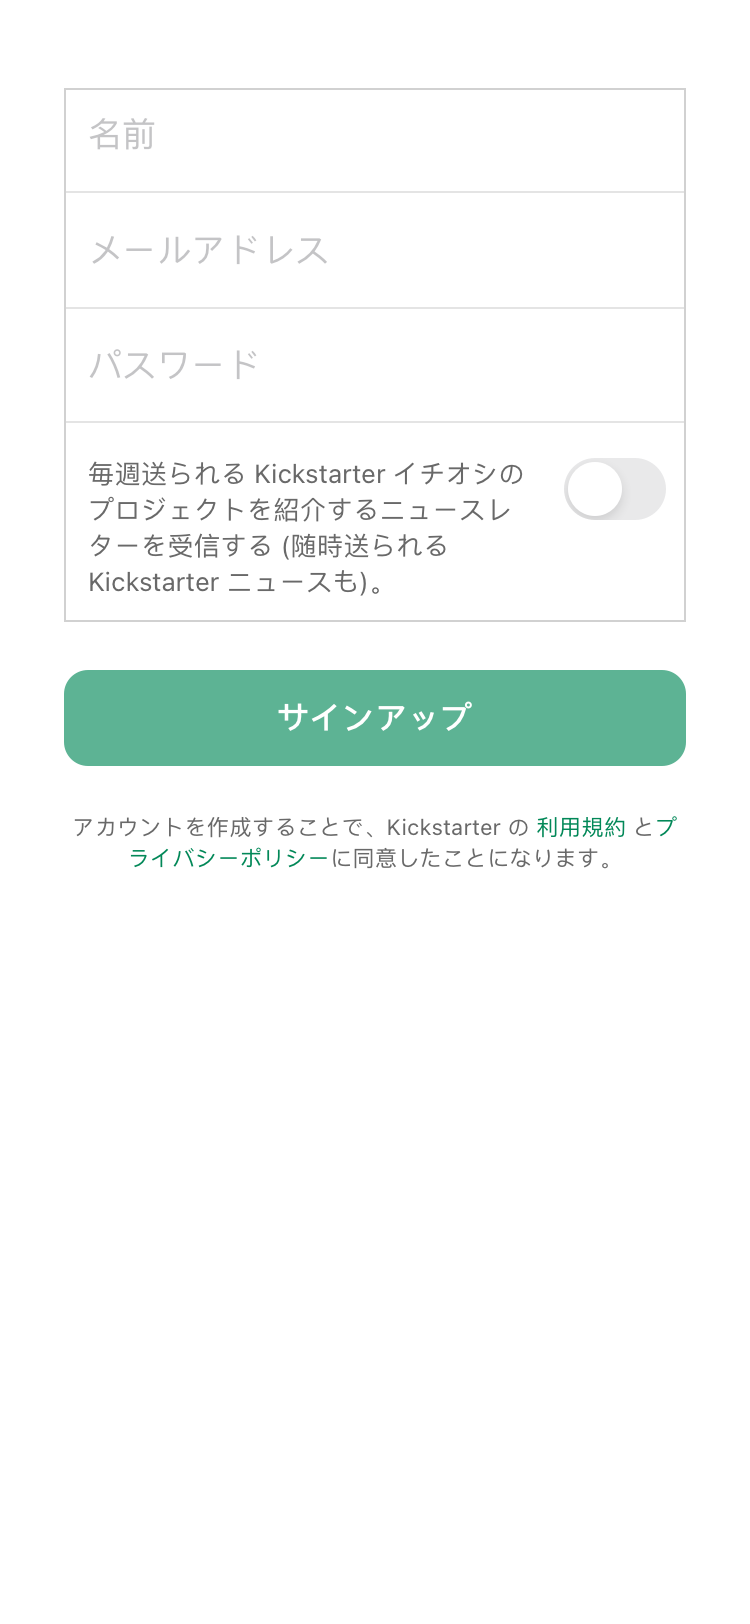 名前
メールアドレス
パスワード
毎週送られる Kickstarter イチオシの
プロジェクトを紹介するニュースレ
ターを受信する (随時送られる
Kickstarter ニュースも)。
サインアップ
アカウントを作成することで、Kickstarter の 利用規約 とプ
ライバシーポリシーに同意したことになります。